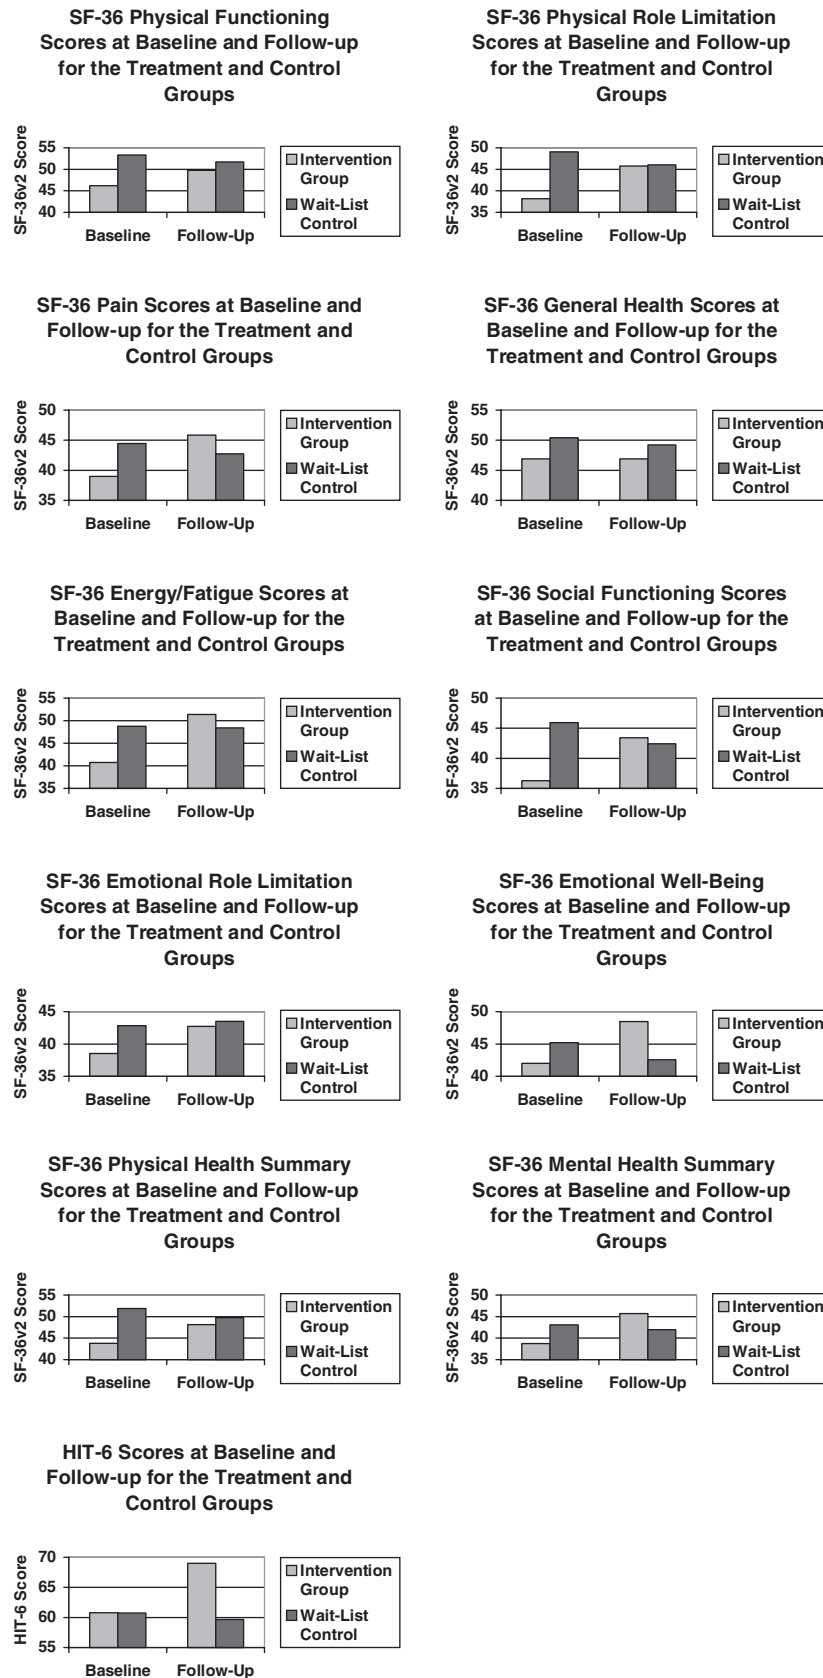 SF-36 Physical Functioning
Scores at Baseline and Follow-up
for the Treatment and Control
Groups
SF-36v2 Score
55
50
45
40
Baseline Follow-Up
Intervention
Group
Wait-List
Control
SF-36 Physical Role Limitation
Scores at Baseline and Follow-up
for the Treatment and Control
Groups
SF-36v2 Score
50
45
40
35
Baseline Follow-Up
Intervention
Group
Wait-List
Control
SF-36 Pain Scores at Baseline and
Follow-up for the Treatment and
Control Groups
SF-36v2 Score
50
45
40
35
Baseline Follow-Up
Intervention
Group
Wait-List
Control
SF-36 General Health Scores at
Baseline and Follow-up for the
Treatment and Control Groups
SF-36v2 Score
55
50
45
40
Baseline Follow-Up
Intervention
Group
Wait-List
Control
SF-36 Energy/Fatigue Scores at
Baseline and Follow-up for the
Treatment and Control Groups
SF-36v2 Score
55
50
45
40
35
Baseline Follow-Up
Intervention
Group
Wait-List
Control
SF-36 Social Functioning Scores
at Baseline and Follow-up for the
Treatment and Control Groups
SF-36v2 Score
50
45
40
35
Baseline Follow-Up
Intervention
Group
Wait-List
Control
SF-36 Emotional Role Limitation
Scores at Baseline and Follow-up
for the Treatment and Control
Groups
SF-36v2 Score
45
40
35
Baseline Follow-Up
Intervention
Group
Wait-List
Control
SF-36 Emotional Well-Being
Scores at Baseline and Follow-up
for the Treatment and Control
Groups
SF-36v2 Score
50
45
40
Baseline Follow-Up
Intervention
Group
Wait-List
Control
SF-36 Physical Health Summary
Scores at Baseline and Follow-up
for the Treatment and Control
Groups
SF-36v2 Score
55
50
45
40
Baseline Follow-Up
Intervention
Group
Wait-List
Control
SF-36 Mental Health Summary
Scores at Baseline and Follow-up
for the Treatment and Control
Groups
SF-36v2 Score
50
45
40
35
Baseline Follow-Up
Intervention
Group
Wait-List
Control
HIT-6 Scores at Baseline and
Follow-up for the Treatment and
Control Groups
HIT-6 Score
70
65
60
55
Baseline Follow-Up
Intervention
Group
Wait-List
Control